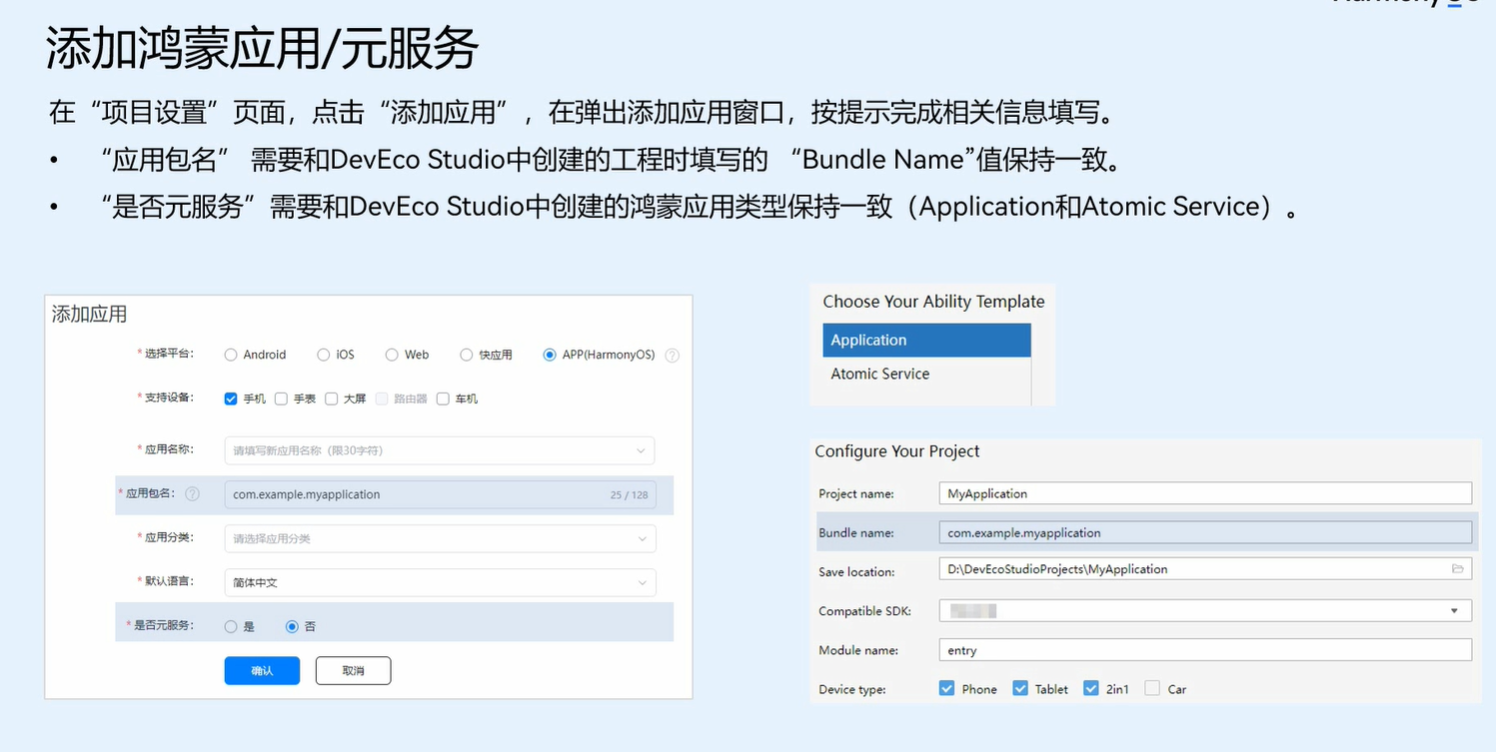 添加鸿蒙应用/元服务
在“项目设置”页面，点击“添加应用”，在弹出添加应用窗口，按提示完成相关信息填写。
• “应用包名” 需要和DevEco Studio中创建的工程时填写的 “Bundle Name”值保持一致。
• “是否元服务”需要和DevEco Studio中创建的鸿蒙应用类型保持一致（Application和Atomic Service）。
添加应用
* 选择平台： Android iOS Web 快应用 APP(HarmonyOS) ?
* 支持设备： 手机 手表 大屏 路由器 车机
* 应用名称： 请填写新应用名称（限30字符）
* 应用包名： ? com.example.myapplication 25 / 128
* 应用分类： 请选择应用分类
* 默认语言： 简体中文
* 是否元服务： 是 否
确认 取消
Choose Your Ability Template
Application
Atomic Service
Configure Your Project
Project name: MyApplication
Bundle name: com.example.myapplication
Save location: D:\DevEcoStudioProjects\MyApplication
Compatible SDK:
Module name: entry
Device type: Phone Tablet 2in1 Car